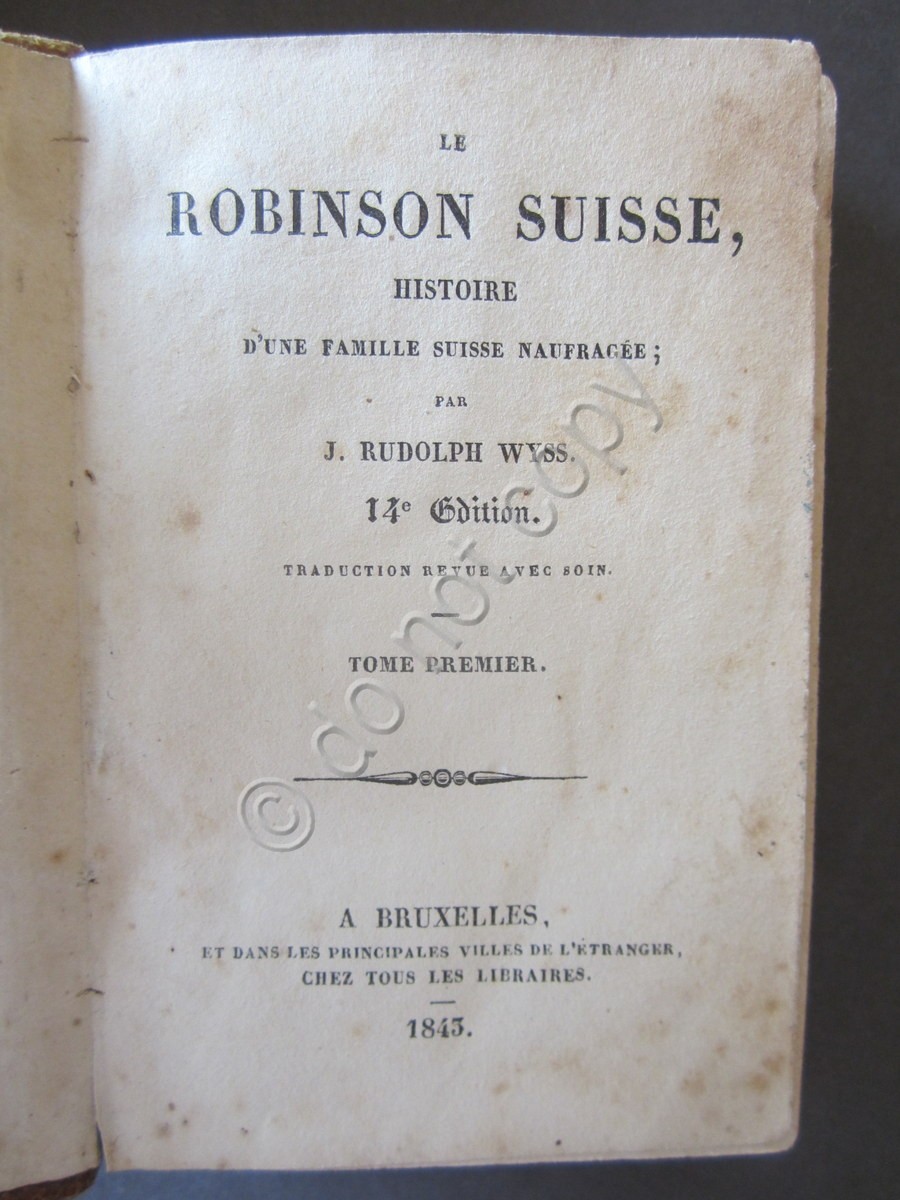 LE
ROBINSON SUISSE,
HISTOIRE
D'UNE FAMILLE SUISSE NAUFRAGÉE;
PAR
J. RUDOLPH WYSS.
14e Edition.
TRADUCTION REVUE AVEC SOIN.
TOME PREMIER.
A BRUXELLES,
ET DANS LES PRINCIPALES VILLES DE L'ÉTRANGER,
CHEZ TOUS LES LIBRAIRES.
1843.
© do not copy